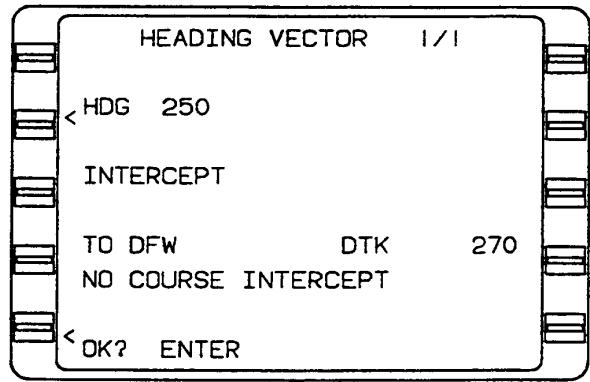 HEADING VECTOR 1/1
< HDG 250
INTERCEPT
TO DFW DTK 270
NO COURSE INTERCEPT
< OK? ENTER